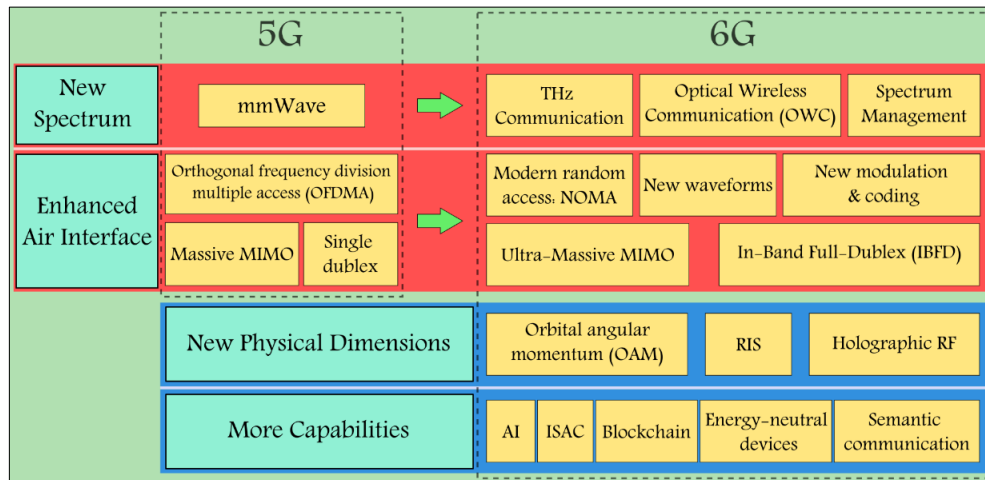 5G
6G
New
Spectrum
mmWave
THz
Communication
Optical Wireless
Communication (OWC)
Spectrum
Management
Enhanced
Air Interface
Orthogonal frequency division
multiple access (OFDMA)
Massive MIMO
Single
dublex
Modern random
access: NOMA
New waveforms
New modulation
& coding
Ultra-Massive MIMO
In-Band Full-Dublex (IBFD)
New Physical Dimensions
Orbital angular
momentum (OAM)
RIS
Holographic RF
More Capabilities
AI
ISAC
Blockchain
Energy-neutral
devices
Semantic
communication